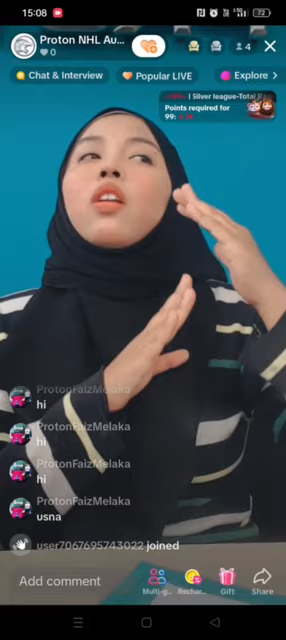 15:08
72
Proton NHL Au...
0
4
Chat & Interview
Popular LIVE
Explore >
| Silver league-Total R
Points required for
99:
ProtonFaizMelaka
hi
ProtonFaizMelaka
hi
ProtonFaizMelaka
hi
ProtonFaizMelaka
usna
user7067695743022 joined
Add comment
Multi-g...
Rechar...
Gift
Share